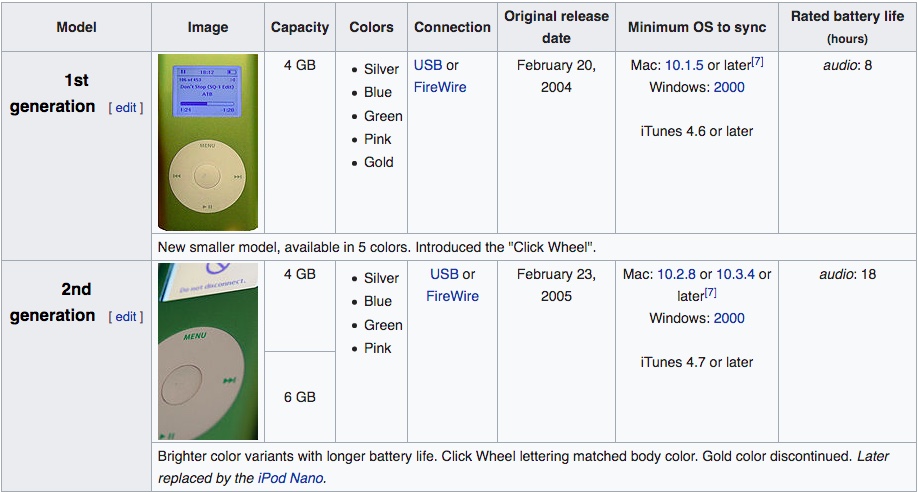 Model
Image
Capacity
Colors
Connection
Original release
date
Minimum OS to sync
Rated battery life
(hours)
1st
generation [ edit ]
10:12
106 of 453
Don't Stop (SQ-1 Edit)
ATB
1:24 -1:20
MENU
4 GB
• Silver
• Blue
• Green
• Pink
• Gold
USB or
FireWire
February 20,
2004
Mac: 10.1.5 or later[7]
Windows: 2000
iTunes 4.6 or later
audio: 8
New smaller model, available in 5 colors. Introduced the "Click Wheel".
2nd
generation [ edit ]
Do not disconnect.
MENU
4 GB
6 GB
• Silver
• Blue
• Green
• Pink
USB or
FireWire
February 23,
2005
Mac: 10.2.8 or 10.3.4 or
later[7]
Windows: 2000
iTunes 4.7 or later
audio: 18
Brighter color variants with longer battery life. Click Wheel lettering matched body color. Gold color discontinued. Later
replaced by the iPod Nano.